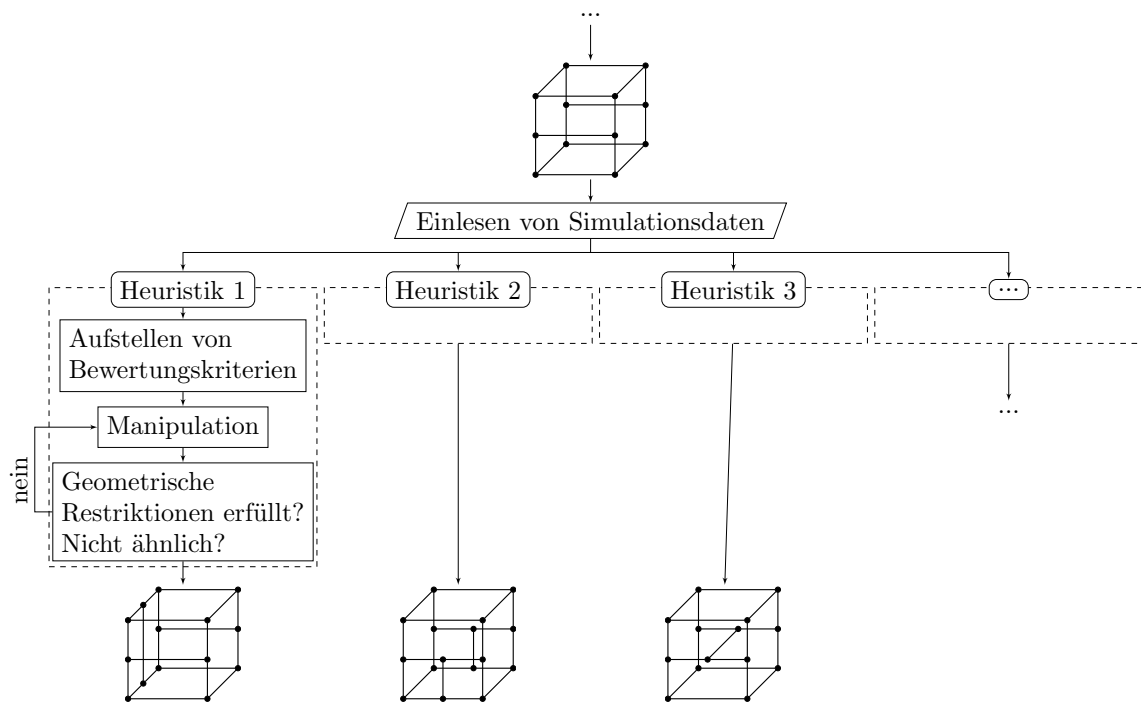 ...
Einlesen von Simulationsdaten
Heuristik 1
Heuristik 2
Heuristik 3
...
Aufstellen von
Bewertungskriterien
Manipulation
...
nein
Geometrische
Restriktionen erfüllt?
Nicht ähnlich?